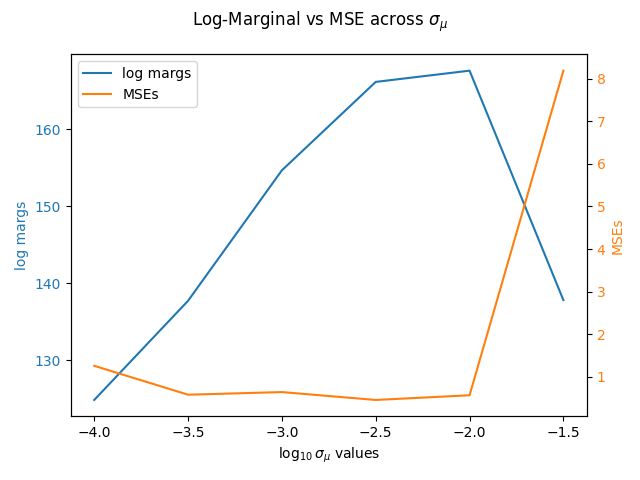 Log-Marginal vs MSE across σ_μ
log margs
MSEs
160
150
140
130
log margs
8
7
6
5
4
3
2
1
MSEs
−4.0 −3.5 −3.0 −2.5 −2.0 −1.5
log₁₀ σ_μ values